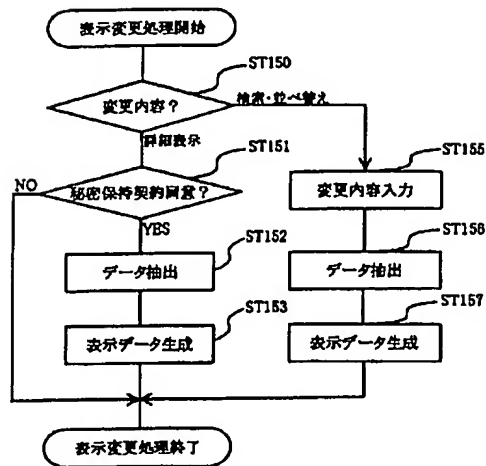 表示変更処理開始
ST150
変更内容?
検索・並べ替え
詳細表示
ST151
NO
秘密保持契約同意?
YES
ST155
変更内容入力
ST152
データ抽出
ST156
データ抽出
ST153
表示データ生成
ST157
表示データ生成
表示変更処理終了